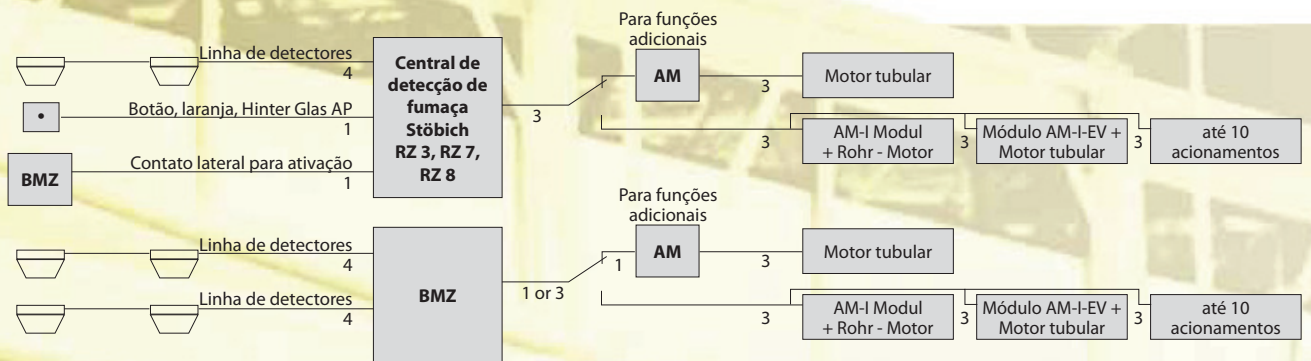 Para funções
adicionais
Linha de detectores
4
Central de
detecção de
fumaça
Stöbich
RZ 3, RZ 7,
RZ 8
AM
3
Motor tubular
Botão, laranja, Hinter Glas AP
1
3
3
AM-I Modul
+ Rohr - Motor
3
Módulo AM-I-EV +
Motor tubular
3
até 10
acionamentos
BMZ
Contato lateral para ativação
1
Para funções
adicionais
Linha de detectores
4
BMZ
1 or 3
1
AM
3
Motor tubular
Linha de detectores
4
3
AM-I Modul
+ Rohr - Motor
3
Módulo AM-I-EV +
Motor tubular
3
até 10
acionamentos